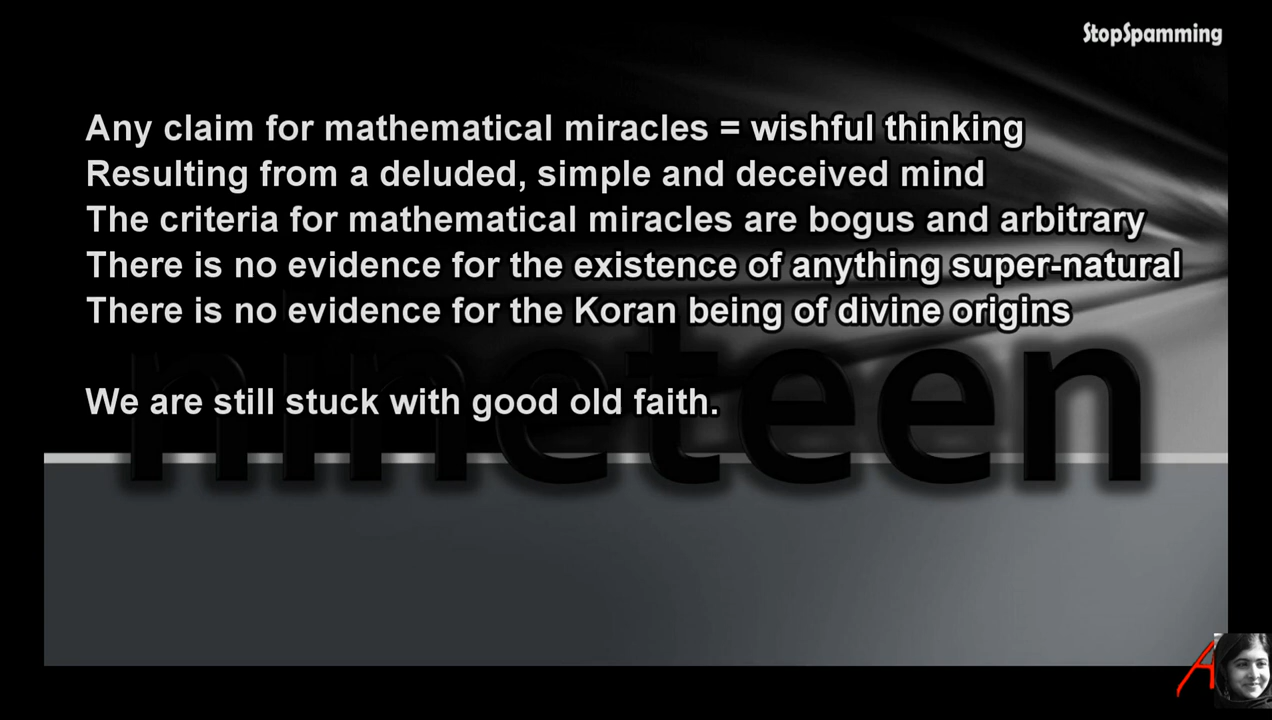 StopSpamming
Any claim for mathematical miracles = wishful thinking
Resulting from a deluded, simple and deceived mind
The criteria for mathematical miracles are bogus and arbitrary
There is no evidence for the existence of anything super-natural
There is no evidence for the Koran being of divine origins
We are still stuck with good old faith.
nineteen
A